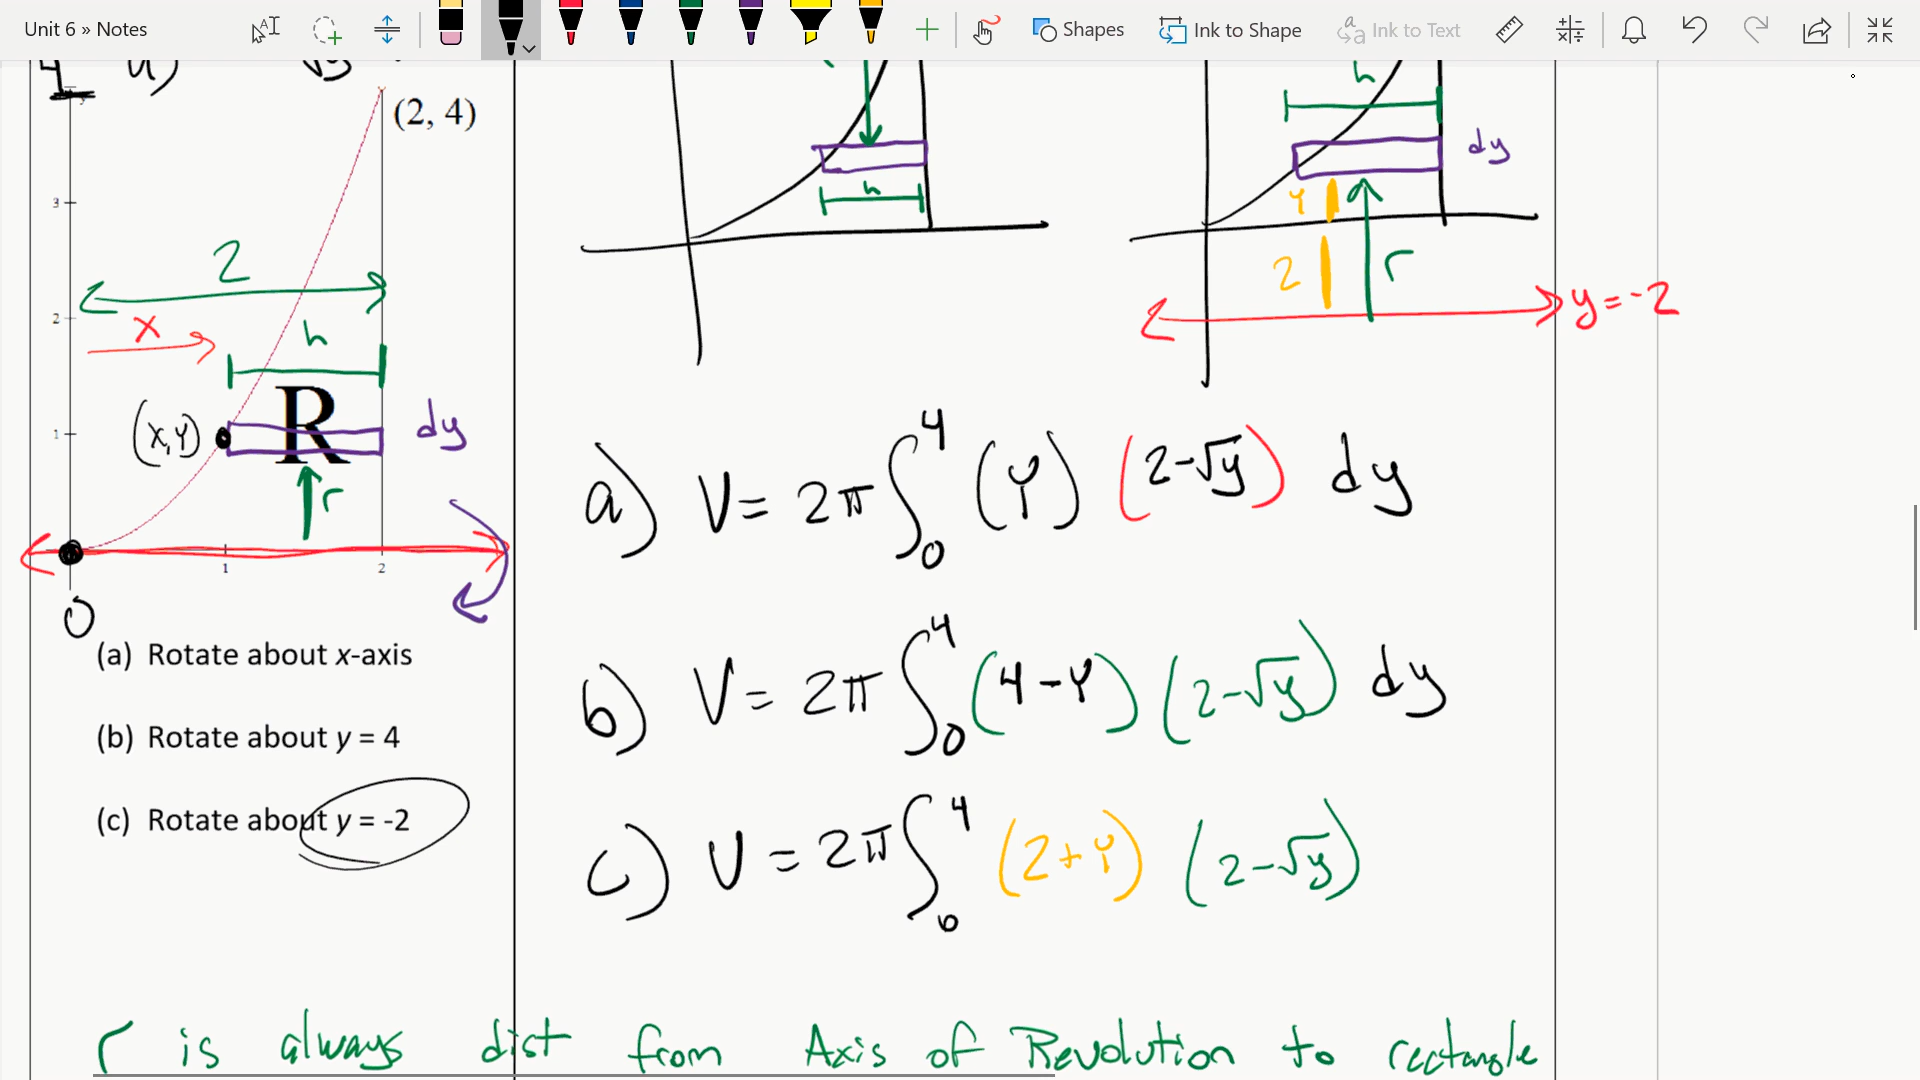 Unit 6 » Notes
Shapes
Ink to Shape
Ink to Text
(2, 4)
3
2
1
2
x
h
(x,y)
R
dy
r
1
2
0
h
h
dy
y
2
r
y = -2
a) V = 2π ∫₀⁴ (y) (2-√y) dy
b) V = 2π ∫₀⁴ (4-y) (2-√y) dy
c) V = 2π ∫₀⁴ (2+y) (2-√y)
(a) Rotate about x-axis
(b) Rotate about y = 4
(c) Rotate about y = -2
r is always dist from Axis of Revolution to rectangle